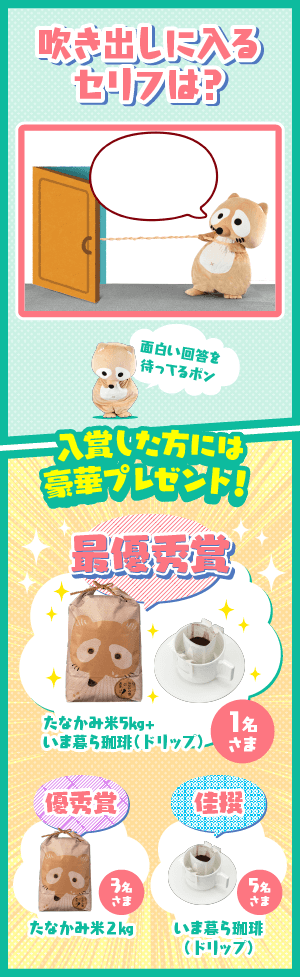 吹き出しに入る
セリフは?
面白い回答を
待ってるポン
入賞した方には
豪華プレゼント!
最優秀賞
たなかみ米5kg+
いま暮ら珈琲(ドリップ)
1名
さま
優秀賞
3名
さま
たなかみ米2kg
佳撰
5名
さま
いま暮ら珈琲
(ドリップ)